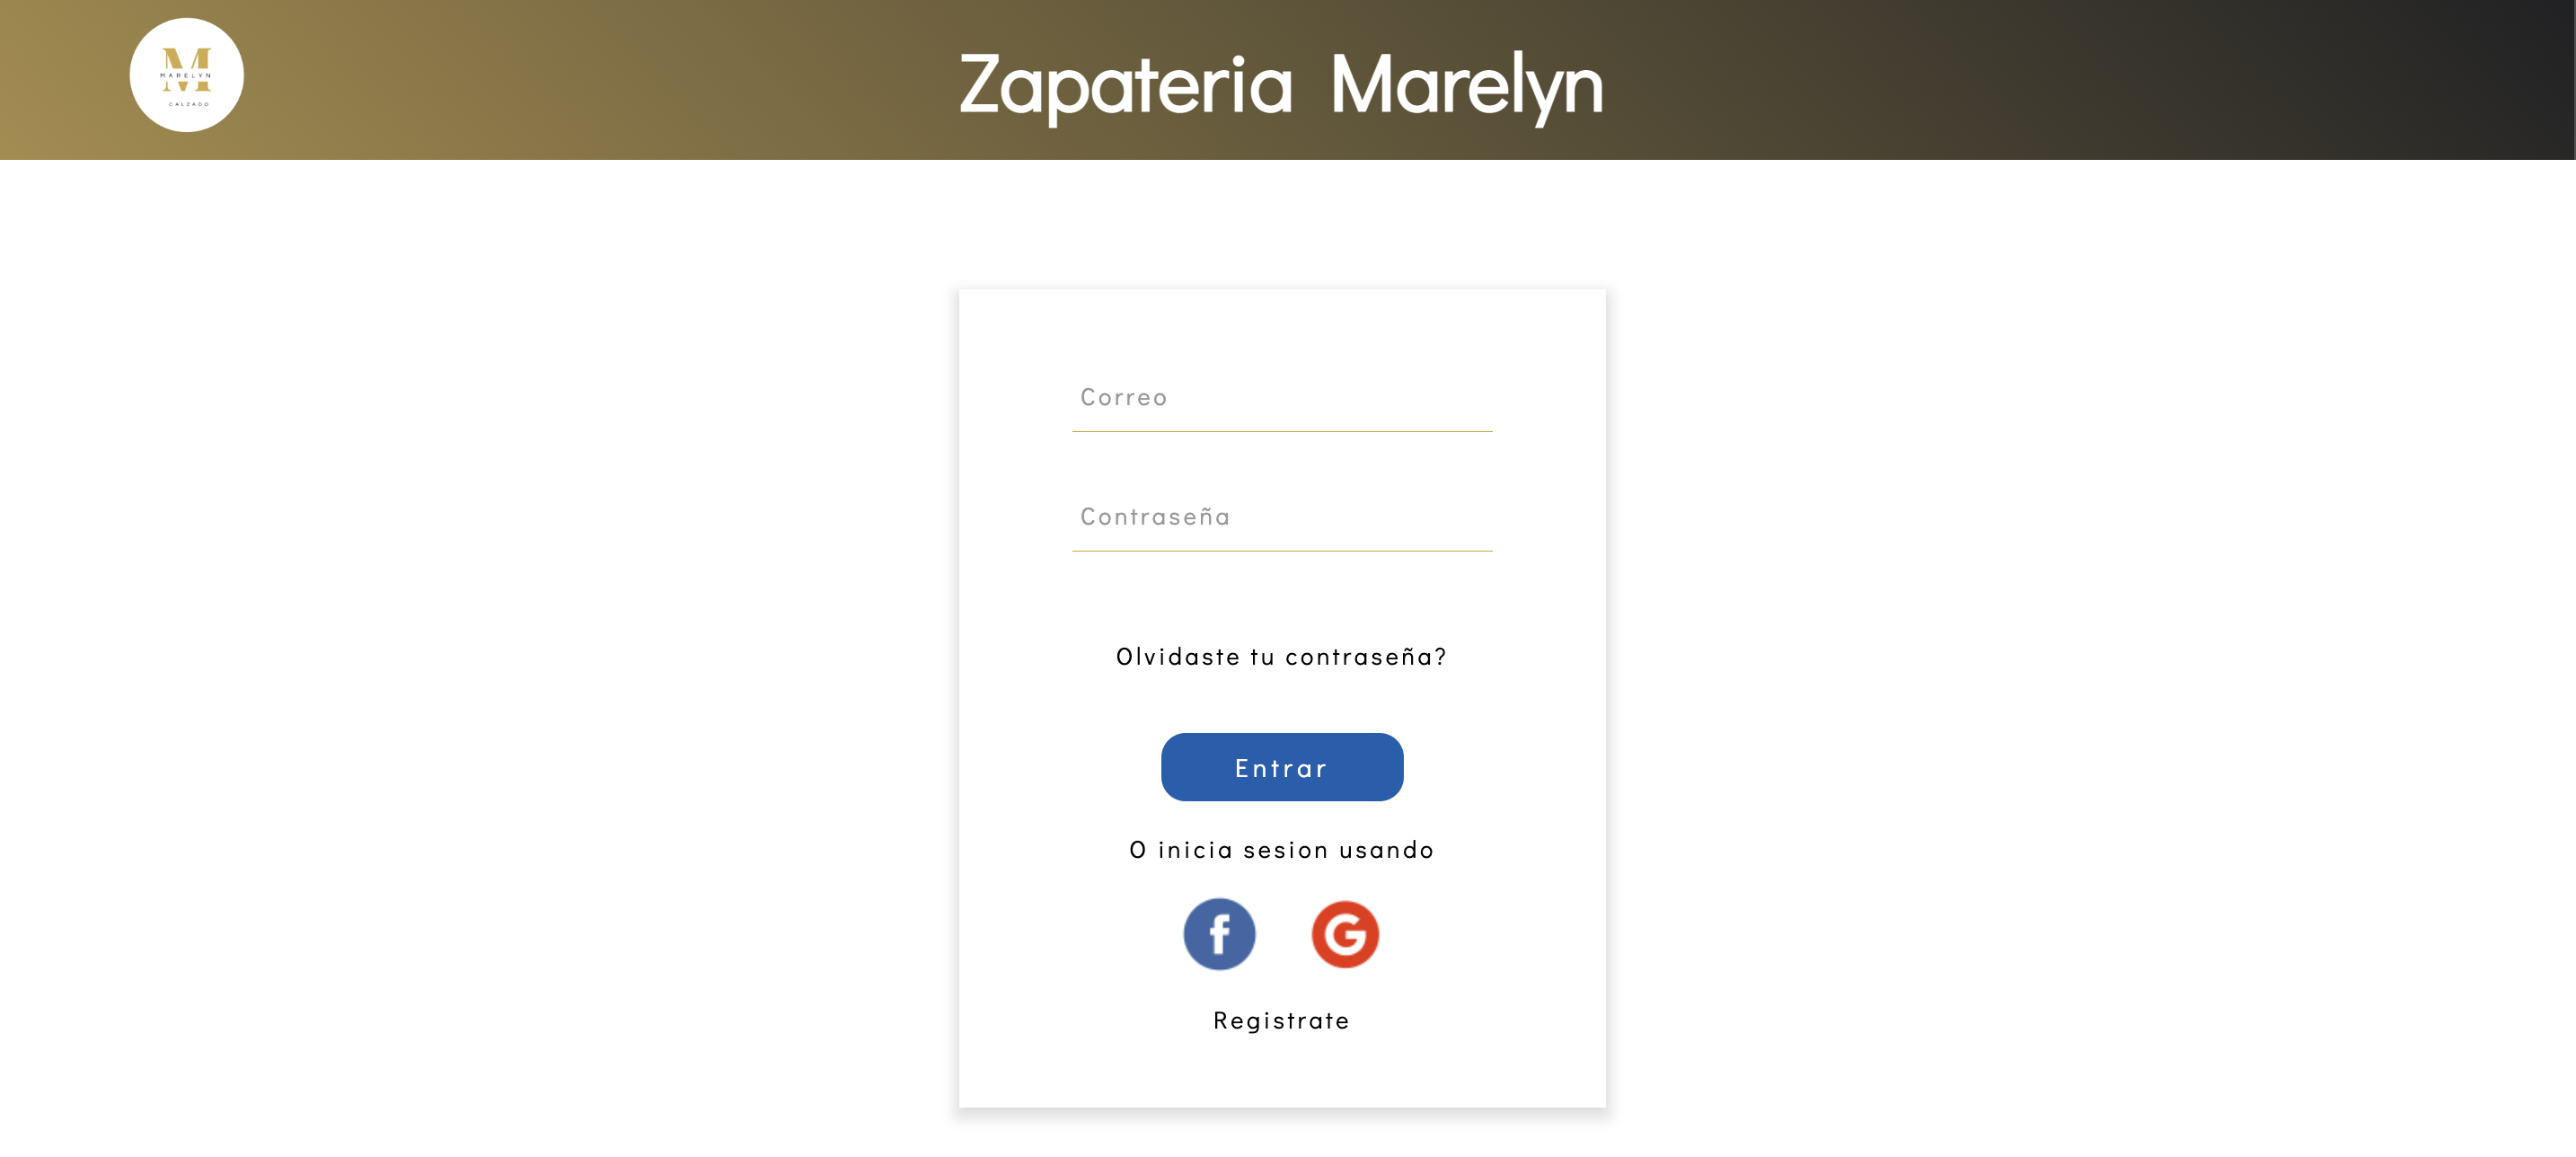 M
MARELYN
CALZADO
Zapateria Marelyn
Correo
Contraseña
Olvidaste tu contraseña?
Entrar
O inicia sesion usando
f G
Registrate